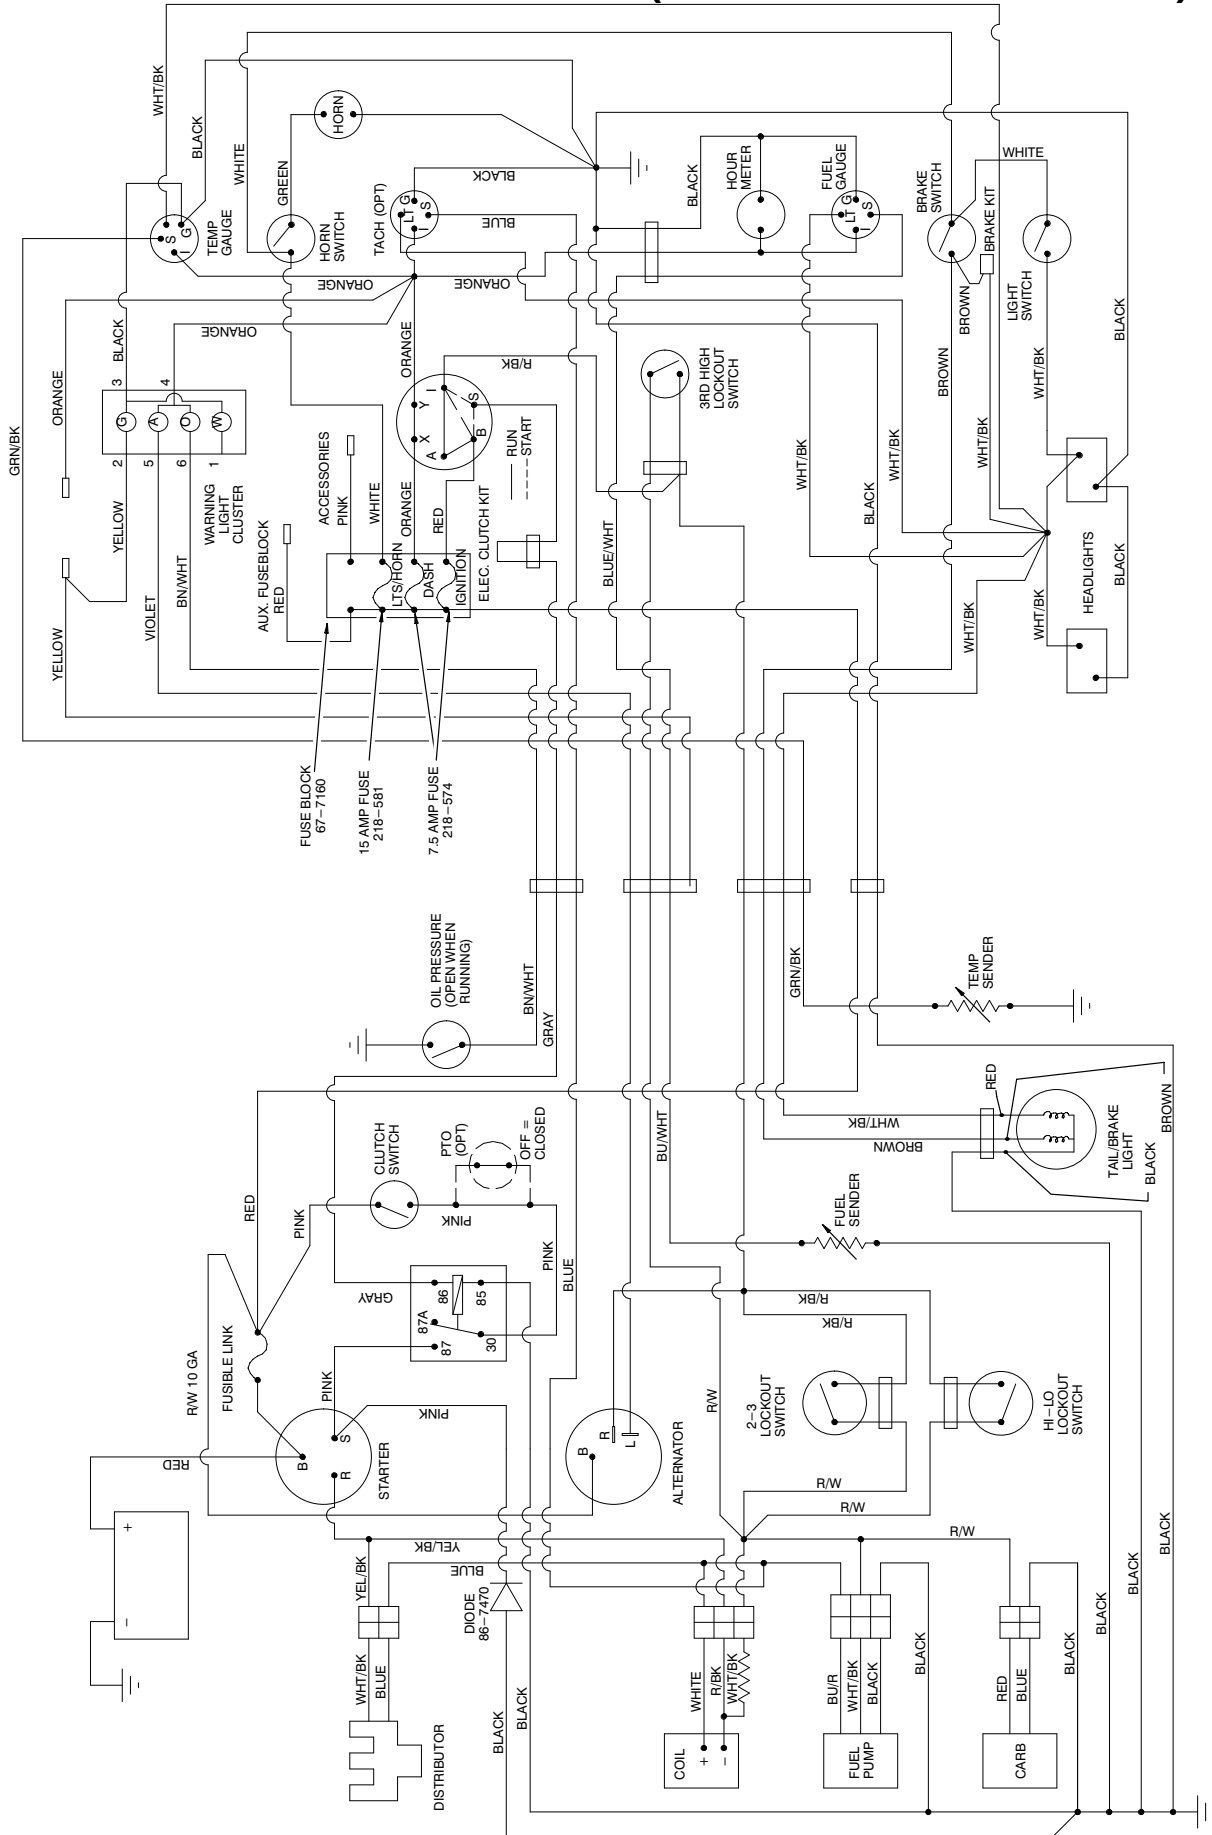 WHT/BK
BLACK
WHITE
GREEN
HORN
S
G
I
TEMP
GAUGE
HORN
SWITCH
ORANGE
TACH (OPT)
LT
G
I
S
BLACK
BLUE
ORANGE
BLACK
HOUR
METER
FUEL
GAUGE
LT
G
I
S
BRAKE
SWITCH
WHITE
BRAKE KIT
BROWN
LIGHT
SWITCH
BLACK
GRN/BK
ORANGE
BLACK
3
4
ORANGE
G
A
O
W
2
5
6
1
YELLOW
VIOLET
BN/WHT
WARNING
LIGHT
CLUSTER
ORANGE
R/BK
A
X
Y
I
B
S
RUN
START
3RD HIGH
LOCKOUT
SWITCH
BROWN
WHT/BK
WHT/BK
WHT/BK
WHT/BK
BLACK
ACCESSORIES
PINK
WHITE
ORANGE
RED
AUX. FUSEBLOCK
RED
LTS/HORN
DASH
IGNITION
ELEC. CLUTCH KIT
BLUE/WHT
YELLOW
WHT/BK
WHT/BK
HEADLIGHTS
BLACK
FUSE BLOCK
67-7160
15 AMP FUSE
218-581
7.5 AMP FUSE
218-574
OIL PRESSURE
(OPEN WHEN
RUNNING)
BN/WHT
GRAY
GRN/BK
TEMP
SENDER
RED
PINK
CLUTCH
SWITCH
PTO
(OPT)
OFF =
CLOSED
PINK
PINK
BLUE
BU/WHT
FUEL
SENDER
BROWN
WHT/BK
RED
TAIL/BRAKE
LIGHT
BLACK
BROWN
R/W 10 GA
FUSIBLE LINK
GRAY
86
85
87A
87
30
PINK
PINK
RED
B
S
R
STARTER
B
R
L
ALTERNATOR
R/W
R/BK
R/BK
2-3
LOCKOUT
SWITCH
HI-LO
LOCKOUT
SWITCH
R/W
R/W
R/W
+
-
YEL/BK
YEL/BK
BLUE
DIODE
86-7470
WHT/BK
BLUE
DISTRIBUTOR
BLACK
BLACK
WHITE
R/BK
WHT/BK
COIL
+
-
BU/R
WHT/BK
BLACK
FUEL
PUMP
BLACK
RED
BLUE
CARB
BLACK
BLACK
BLACK
BLACK